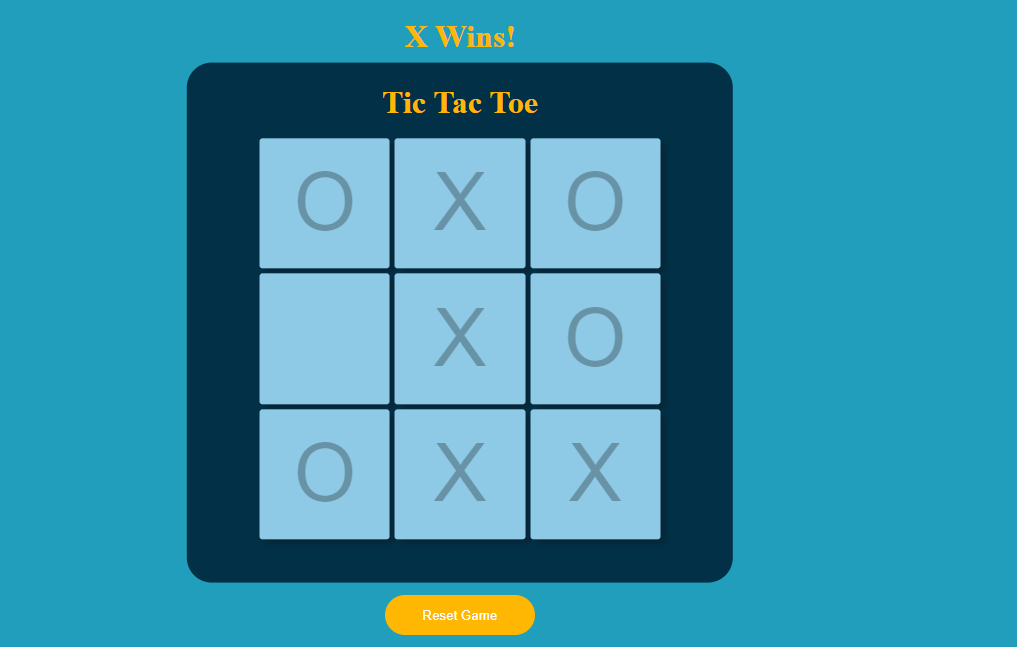 X Wins!
Tic Tac Toe
O X O
X O
O X X
Reset Game